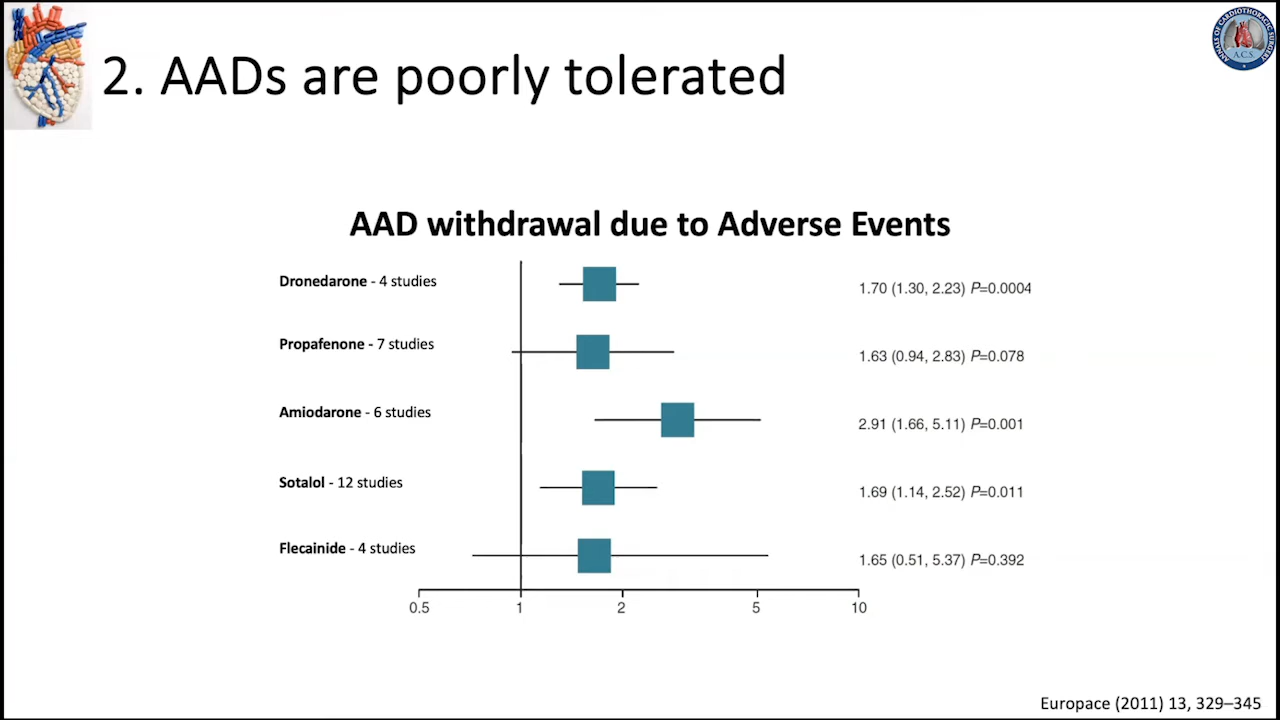 2. AADs are poorly tolerated
ANNALS OF CARDIOTHORACIC SURGERY
A.C.S
AAD withdrawal due to Adverse Events
Dronedarone - 4 studies 1.70 (1.30, 2.23) P=0.0004
Propafenone - 7 studies 1.63 (0.94, 2.83) P=0.078
Amiodarone - 6 studies 2.91 (1.66, 5.11) P=0.001
Sotalol - 12 studies 1.69 (1.14, 2.52) P=0.011
Flecainide - 4 studies 1.65 (0.51, 5.37) P=0.392
0.5 1 2 5 10
Europace (2011) 13, 329–345